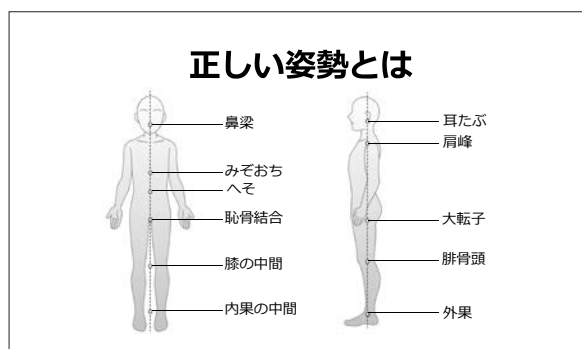 正しい姿勢とは
鼻梁
みぞおち
へそ
恥骨結合
膝の中間
内果の中間
耳たぶ
肩峰
大転子
腓骨頭
外果